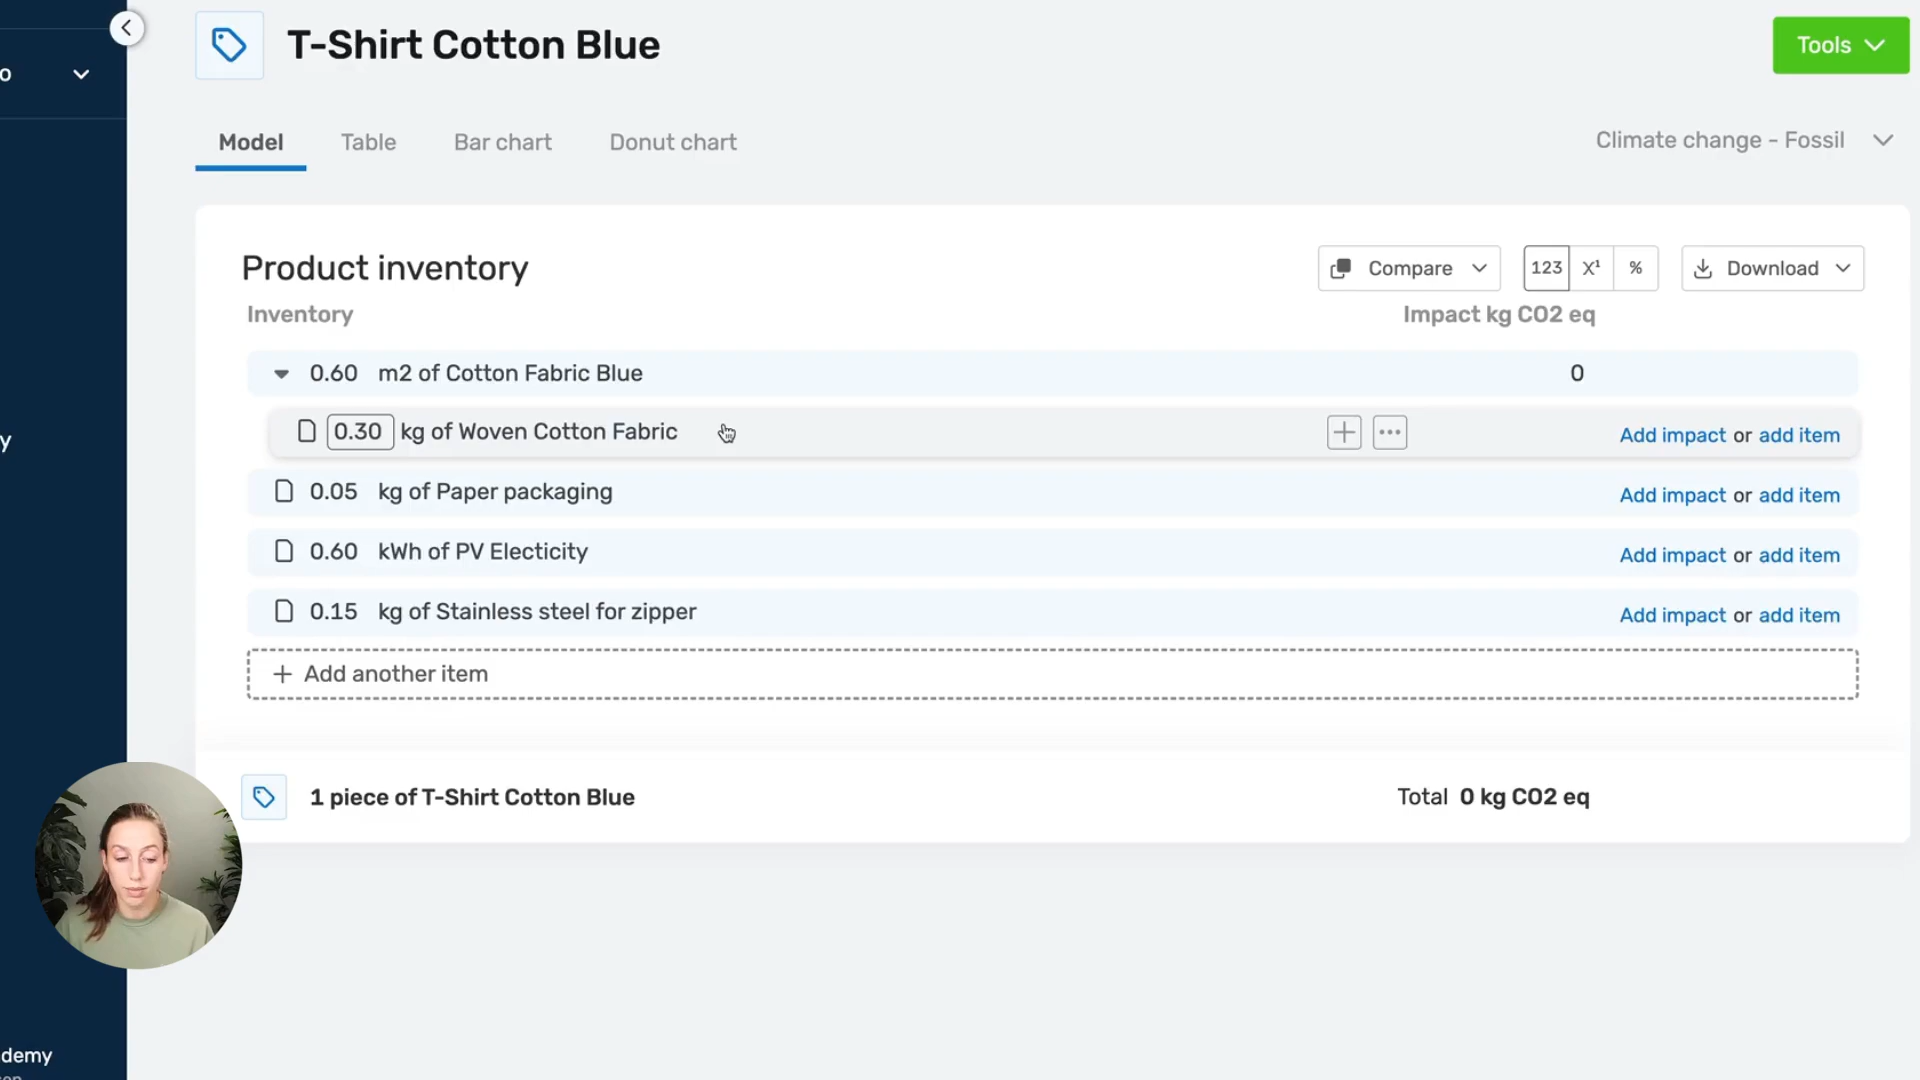 T-Shirt Cotton Blue
Tools
o
Model Table Bar chart Donut chart
Climate change - Fossil
Product inventory
Compare 123 X¹ % Download
Inventory Impact kg CO2 eq
0.60 m2 of Cotton Fabric Blue 0
0.30 kg of Woven Cotton Fabric Add impact or add item
y
0.05 kg of Paper packaging Add impact or add item
0.60 kWh of PV Electicity Add impact or add item
0.15 kg of Stainless steel for zipper Add impact or add item
+ Add another item
1 piece of T-Shirt Cotton Blue Total 0 kg CO2 eq
demy